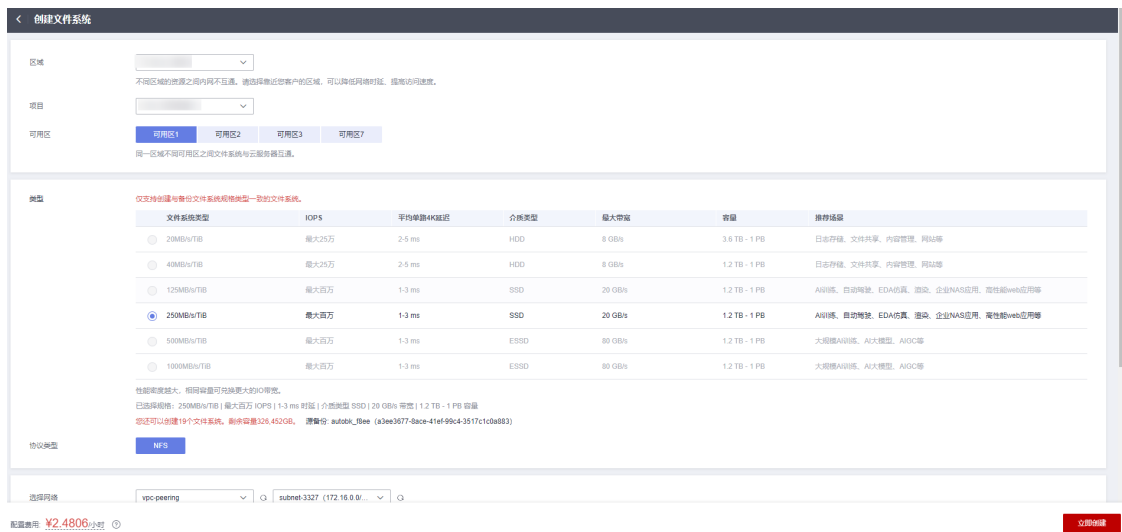 创建文件系统
区域
不同区域的资源之间内网不互通。请选择靠近您客户的区域，可以降低网络时延、提高访问速度。
项目
可用区 可用区1 可用区2 可用区3 可用区7
同一区域不同可用区之间文件系统与云服务器互通。
类型 仅支持创建与备份文件系统规格类型一致的文件系统。
文件系统类型 IOPS 平均单路4K延迟 介质类型 最大带宽 容量 推荐场景
20MB/s/TiB 最大25万 2-5 ms HDD 8 GB/s 3.6 TB - 1 PB 日志存储、文件共享、内容管理、网站等
40MB/s/TiB 最大25万 2-5 ms HDD 8 GB/s 1.2 TB - 1 PB 日志存储、文件共享、内容管理、网站等
125MB/s/TiB 最大百万 1-3 ms SSD 20 GB/s 1.2 TB - 1 PB AI训练、自动驾驶、EDA仿真、渲染、企业NAS应用、高性能web应用等
250MB/s/TiB 最大百万 1-3 ms SSD 20 GB/s 1.2 TB - 1 PB AI训练、自动驾驶、EDA仿真、渲染、企业NAS应用、高性能web应用等
500MB/s/TiB 最大百万 1-3 ms ESSD 80 GB/s 1.2 TB - 1 PB 大规模AI训练、AI大模型、AIGC等
1000MB/s/TiB 最大百万 1-3 ms ESSD 80 GB/s 1.2 TB - 1 PB 大规模AI训练、AI大模型、AIGC等
性能密度越大，相同容量可兑换更大的IO带宽。
已选择规格：250MB/s/TiB | 最大百万 IOPS | 1-3 ms 时延 | 介质类型 SSD | 20 GB/s 带宽 | 1.2 TB - 1 PB 容量
您还可以创建19个文件系统。剩余容量326,452GB。 源备份: autobk_f8ee（a3ee3677-8ace-41ef-99c4-3517c1c0a883）
协议类型 NFS
选择网络 vpc-peering subnet-3327（172.16.0.0/...
配置费用 ¥2.4806/小时 立即创建